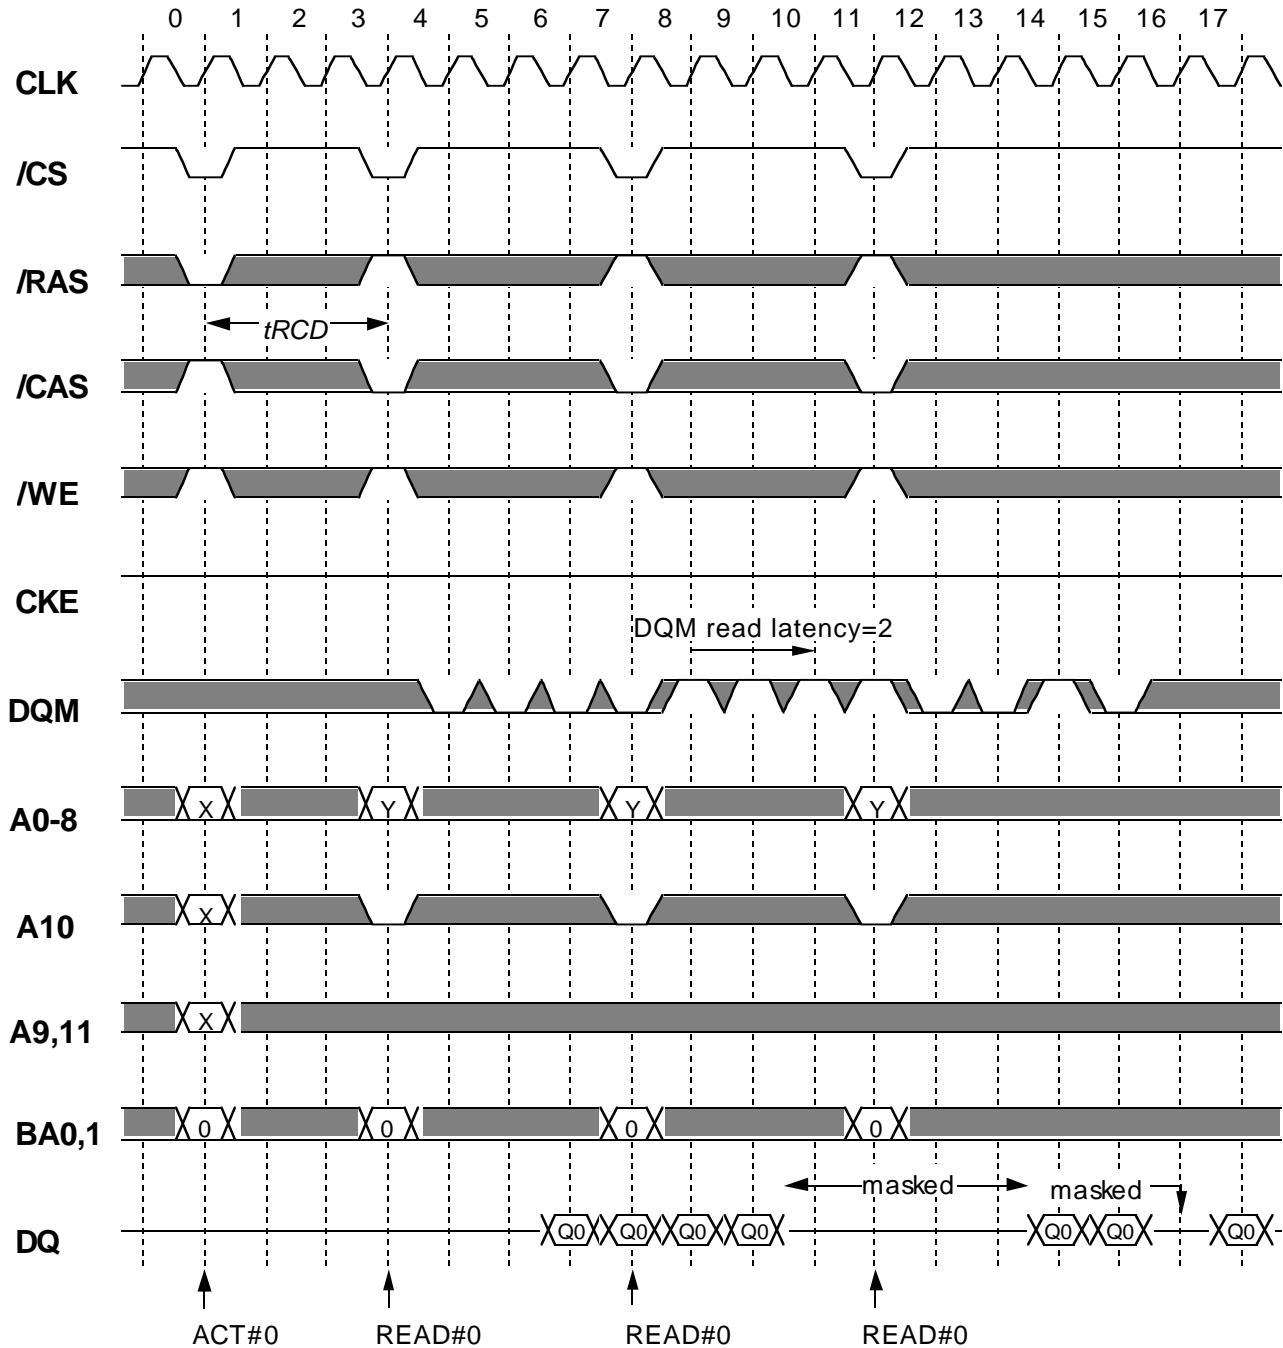 0 1 2 3 4 5 6 7 8 9 10 11 12 13 14 15 16 17
CLK
/CS
/RAS
tRCD
/CAS
/WE
CKE
DQM read latency=2
DQM
A0-8 X Y Y Y
A10 X
A9,11 X
BA0,1 0 0 0 0
masked masked
DQ Q0 Q0 Q0 Q0 Q0 Q0 Q0
ACT#0 READ#0 READ#0 READ#0